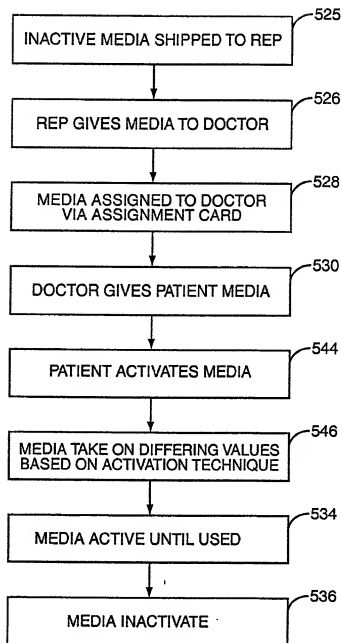 525
INACTIVE MEDIA SHIPPED TO REP
526
REP GIVES MEDIA TO DOCTOR
528
MEDIA ASSIGNED TO DOCTOR
VIA ASSIGNMENT CARD
530
DOCTOR GIVES PATIENT MEDIA
544
PATIENT ACTIVATES MEDIA
546
MEDIA TAKE ON DIFFERING VALUES
BASED ON ACTIVATION TECHNIQUE
534
MEDIA ACTIVE UNTIL USED
536
MEDIA INACTIVATE